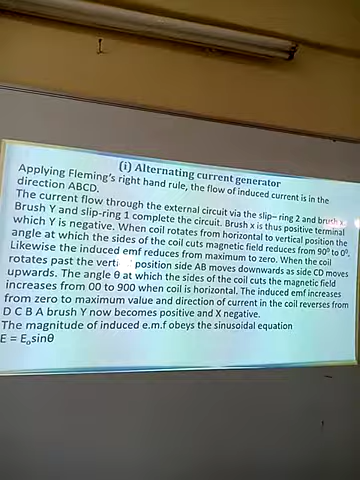 (i) Alternating current generator
Applying Fleming's right hand rule, the flow of induced current is in the
direction ABCD.
The current flow through the external circuit via the slip– ring 2 and brush x.
Brush Y and slip-ring 1 complete the circuit. Brush x is thus positive terminal
which Y is negative. When coil rotates from horizontal to vertical position the
angle at which the sides of the coil cuts magnetic field reduces from 90⁰ to 0⁰.
Likewise the induced emf reduces from maximum to zero. When the coil
rotates past the position side AB moves downwards as side CD moves
upwards. The angle θ at which the sides of the coil cuts the magnetic field
increases from 00 to 900 when coil is horizontal. The induced emf increases
from zero to maximum value and direction of current in the coil reverses from
D C B A brush Y now becomes positive and X negative.
The magnitude of induced e.m.f obeys the sinusoidal equation
E = E₀sinθ